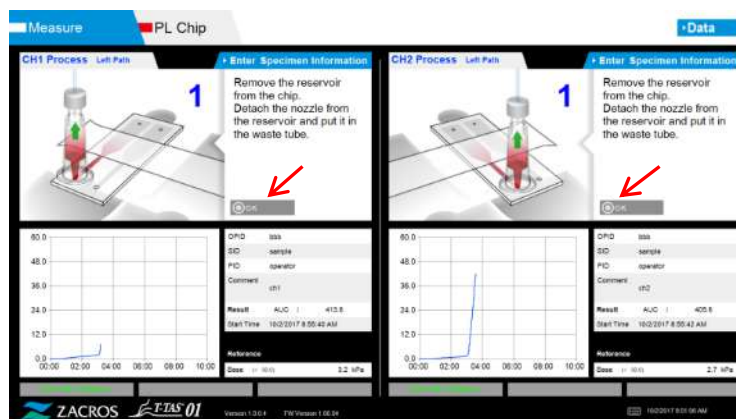 Measure
PL Chip
Data
CH1 Process Left Path
Enter Specimen Information
1
Remove the reservoir
from the chip.
Detach the nozzle from
the reservoir and put it in
the waste tube.
OK
60.0
48.0
36.0
24.0
12.0
0.0
00:00 02:00 04:00 06:00 08:00 10:00
OPID bbb
SID sample
PID operator
Comment
ch1
Result AUC : 413.8
Start Time 10/2/2017 8:55:42 AM
Reference
Base 3.2 kPa
CH2 Process Left Path
Enter Specimen Information
1
Remove the reservoir
from the chip.
Detach the nozzle from
the reservoir and put it in
the waste tube.
OK
60.0
48.0
36.0
24.0
12.0
0.0
00:00 02:00 04:00 06:00 08:00 10:00
OPID bbb
SID sample
PID operator
Comment
ch2
Result AUC : 405.8
Start Time 10/2/2017 8:55:42 AM
Reference
Base 2.7 kPa
ZACROS T-TAS 01